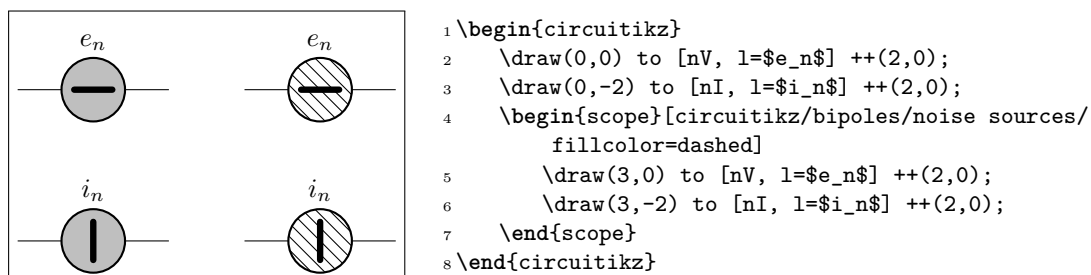 e_n e_n
i_n i_n
1 \begin{circuitikz}
2 \draw(0,0) to [nV, l=$e_n$] ++(2,0);
3 \draw(0,-2) to [nI, l=$i_n$] ++(2,0);
4 \begin{scope}[circuitikz/bipoles/noise sources/
fillcolor=dashed]
5 \draw(3,0) to [nV, l=$e_n$] ++(2,0);
6 \draw(3,-2) to [nI, l=$i_n$] ++(2,0);
7 \end{scope}
8 \end{circuitikz}